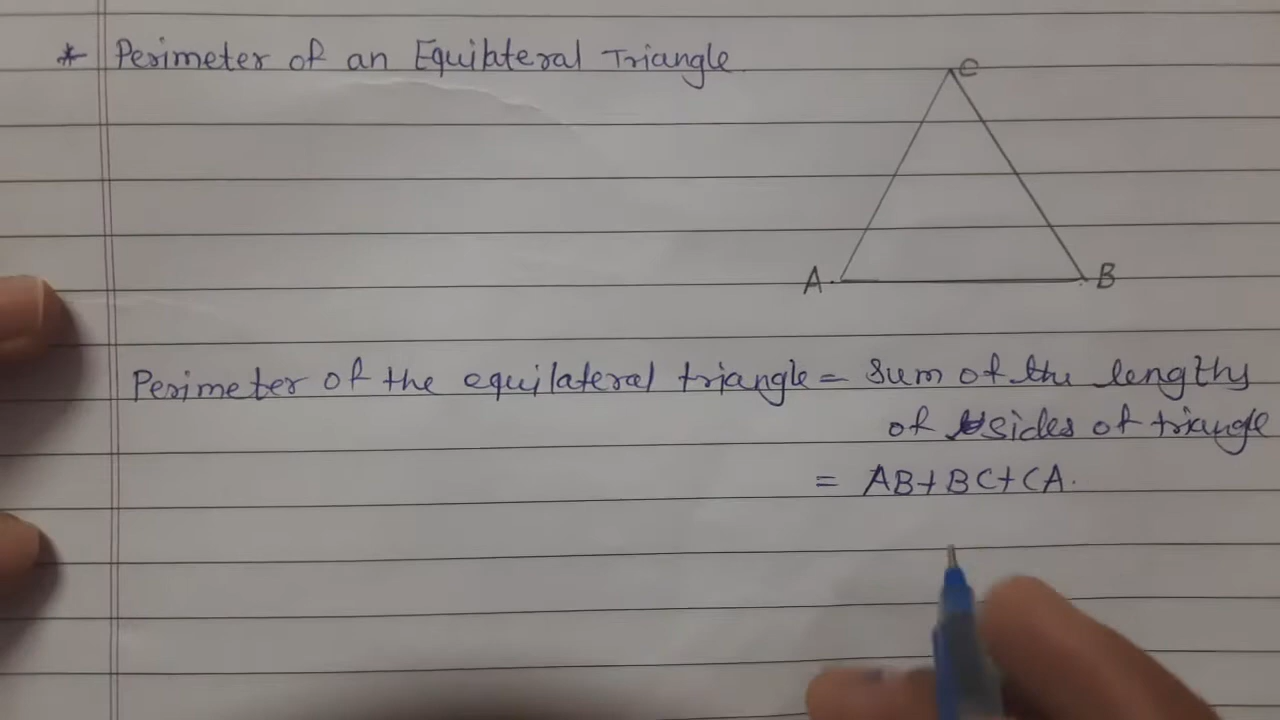 * Perimeter of an Equilateral Triangle
C
A
B
Perimeter of the equilateral triangle = Sum of the lengths
of sides of triangle
= AB+BC+CA.